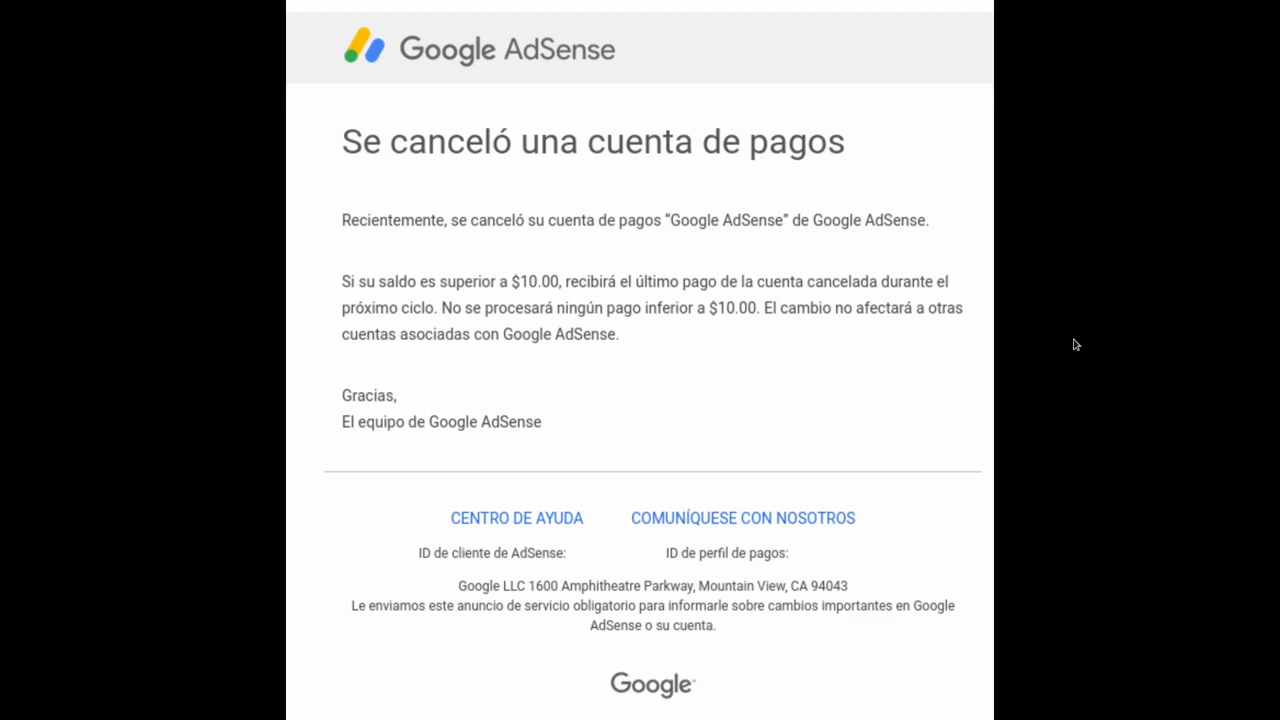 Google AdSense
Se canceló una cuenta de pagos
Recientemente, se canceló su cuenta de pagos “Google AdSense” de Google AdSense.
Si su saldo es superior a $10.00, recibirá el último pago de la cuenta cancelada durante el
próximo ciclo. No se procesará ningún pago inferior a $10.00. El cambio no afectará a otras
cuentas asociadas con Google AdSense.
Gracias,
El equipo de Google AdSense
CENTRO DE AYUDA COMUNÍQUESE CON NOSOTROS
ID de cliente de AdSense: ID de perfil de pagos:
Google LLC 1600 Amphitheatre Parkway, Mountain View, CA 94043
Le enviamos este anuncio de servicio obligatorio para informarle sobre cambios importantes en Google
AdSense o su cuenta.
Google™